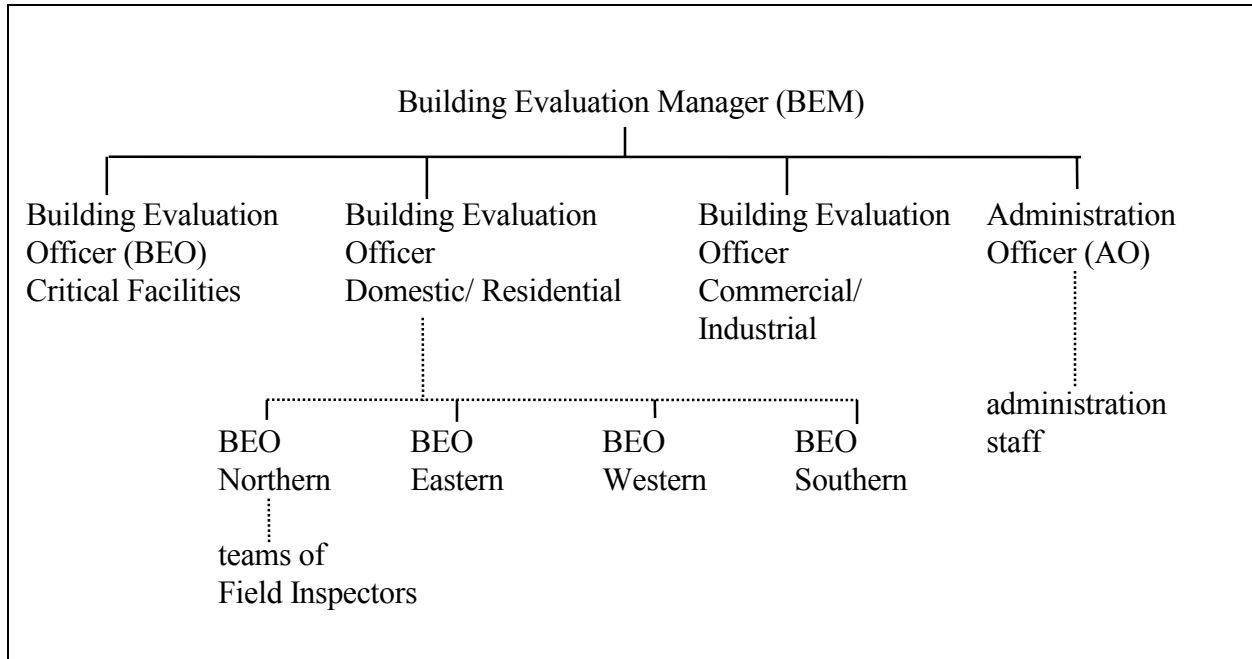 Building Evaluation Manager (BEM)
Building Evaluation
Officer (BEO)
Critical Facilities
Building Evaluation
Officer
Domestic/ Residential
Building Evaluation
Officer
Commercial/
Industrial
Administration
Officer (AO)
BEO
Northern
BEO
Eastern
BEO
Western
BEO
Southern
administration
staff
teams of
Field Inspectors